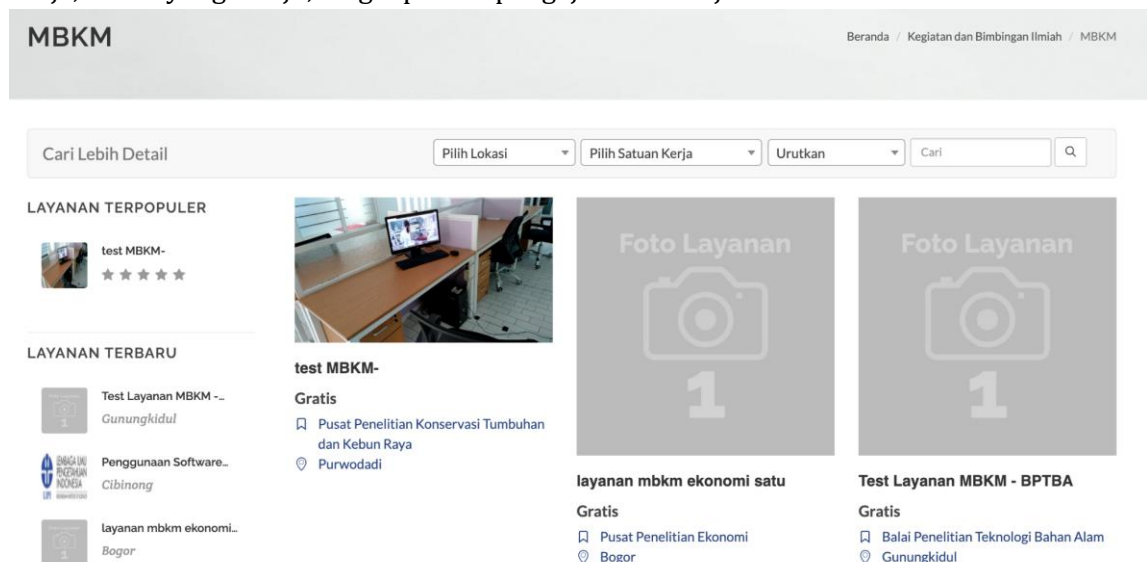 MBKM
Beranda / Kegiatan dan Bimbingan Ilmiah / MBKM
Cari Lebih Detail
Pilih Lokasi
Pilih Satuan Kerja
Urutkan
Cari
LAYANAN TERPOPULER
test MBKM-
LAYANAN TERBARU
Test Layanan MBKM -...
Gunungkidul
Penggunaan Software...
Cibinong
layanan mbkm ekonomi...
Bogor
test MBKM-
Gratis
Pusat Penelitian Konservasi Tumbuhan
dan Kebun Raya
Purwodadi
Foto Layanan
1
layanan mbkm ekonomi satu
Gratis
Pusat Penelitian Ekonomi
Bogor
Foto Layanan
1
Test Layanan MBKM - BPTBA
Gratis
Balai Penelitian Teknologi Bahan Alam
Gunungkidul